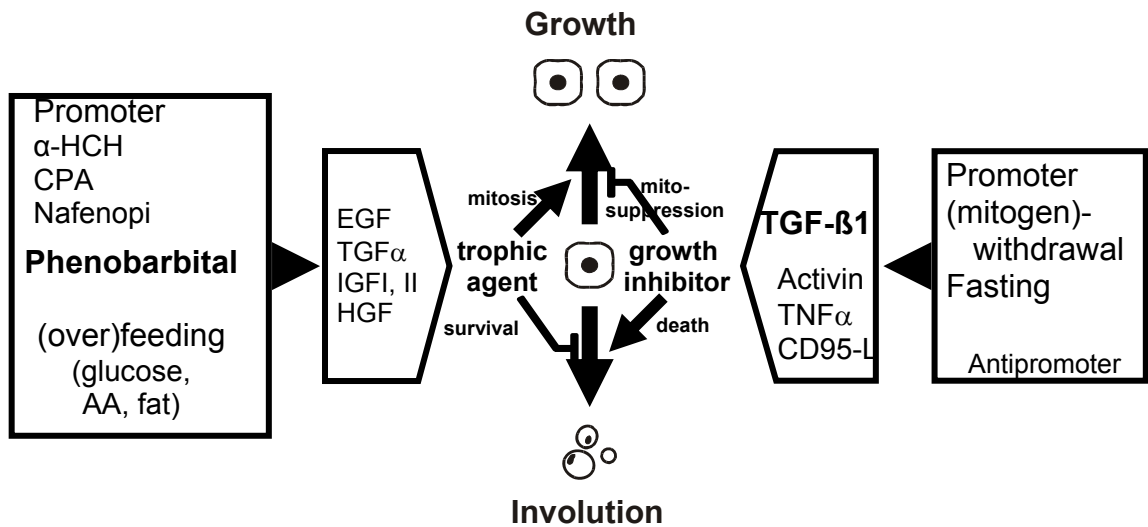 Growth
Promoter
α-HCH
CPA
Nafenopi
Phenobarbital
(over)feeding
(glucose,
AA, fat)
EGF
TGFα
IGFI, II
HGF
mitosis
trophic
agent
survival
mito-
suppression
growth
inhibitor
death
TGF-ß1
Activin
TNFα
CD95-L
Promoter
(mitogen)-
withdrawal
Fasting
Antipromoter
Involution